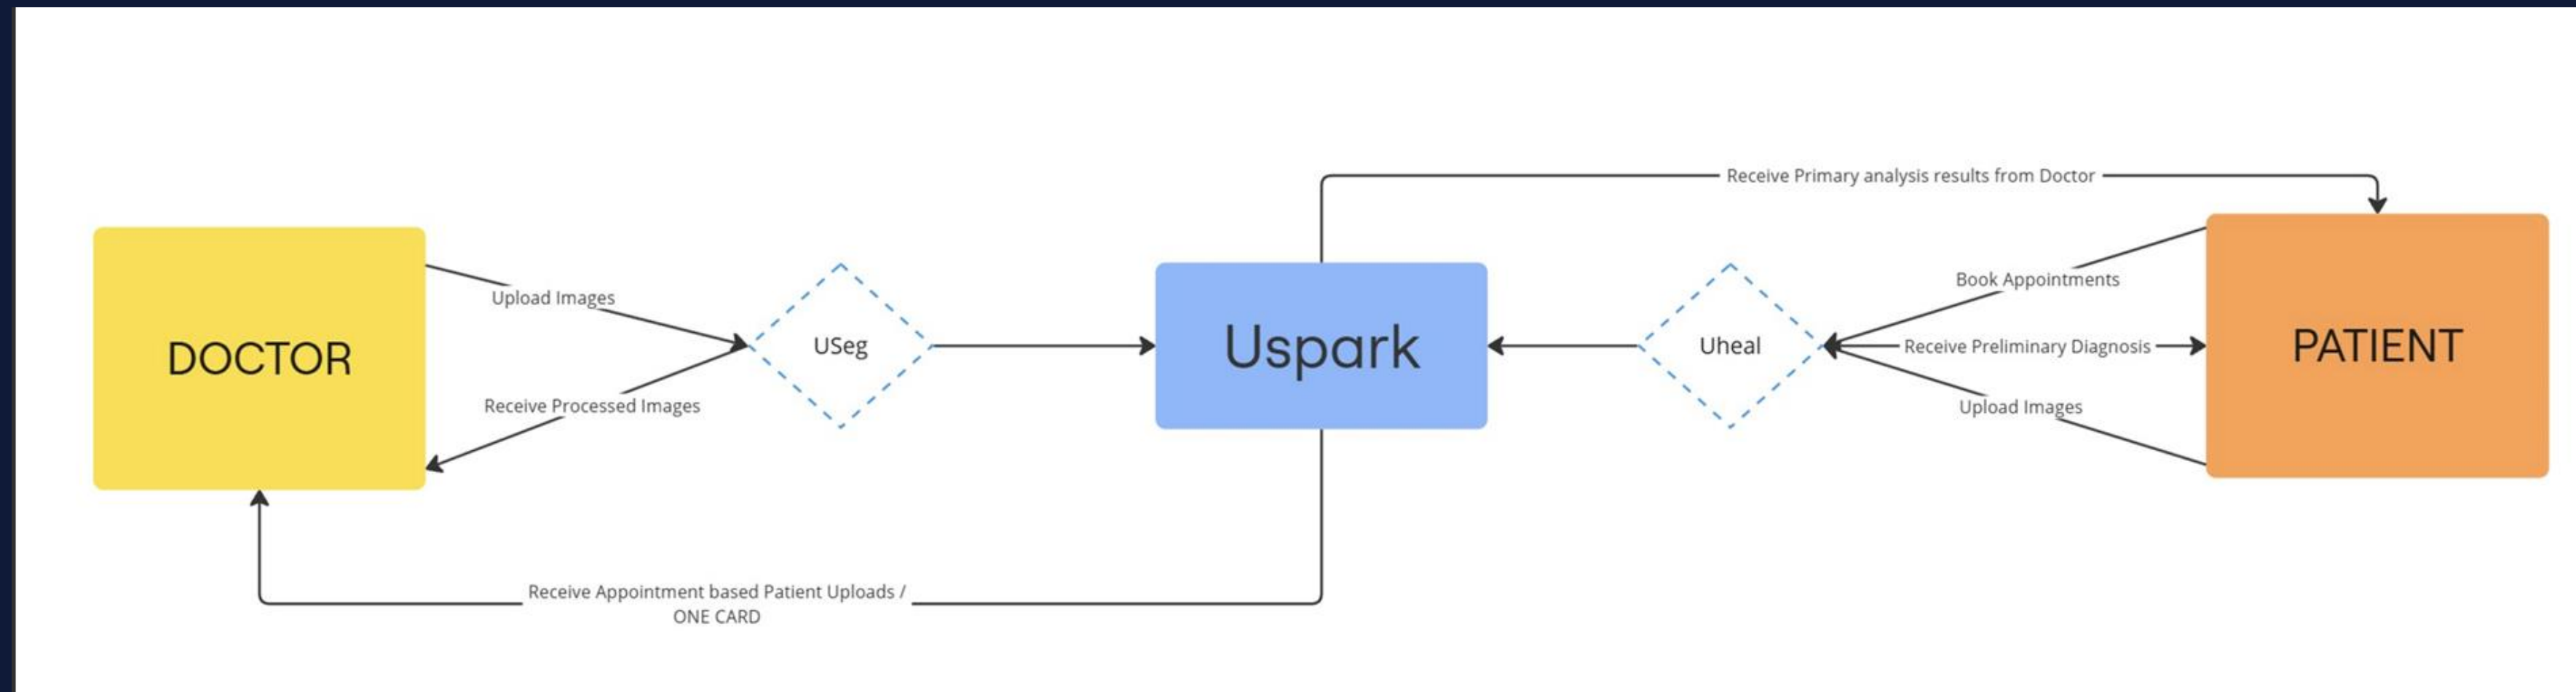 Receive Primary analysis results from Doctor
Book Appointments
Upload Images
DOCTOR
USeg
Uspark
Uheal
Receive Preliminary Diagnosis
PATIENT
Receive Processed Images
Upload Images
Receive Appointment based Patient Uploads /
ONE CARD